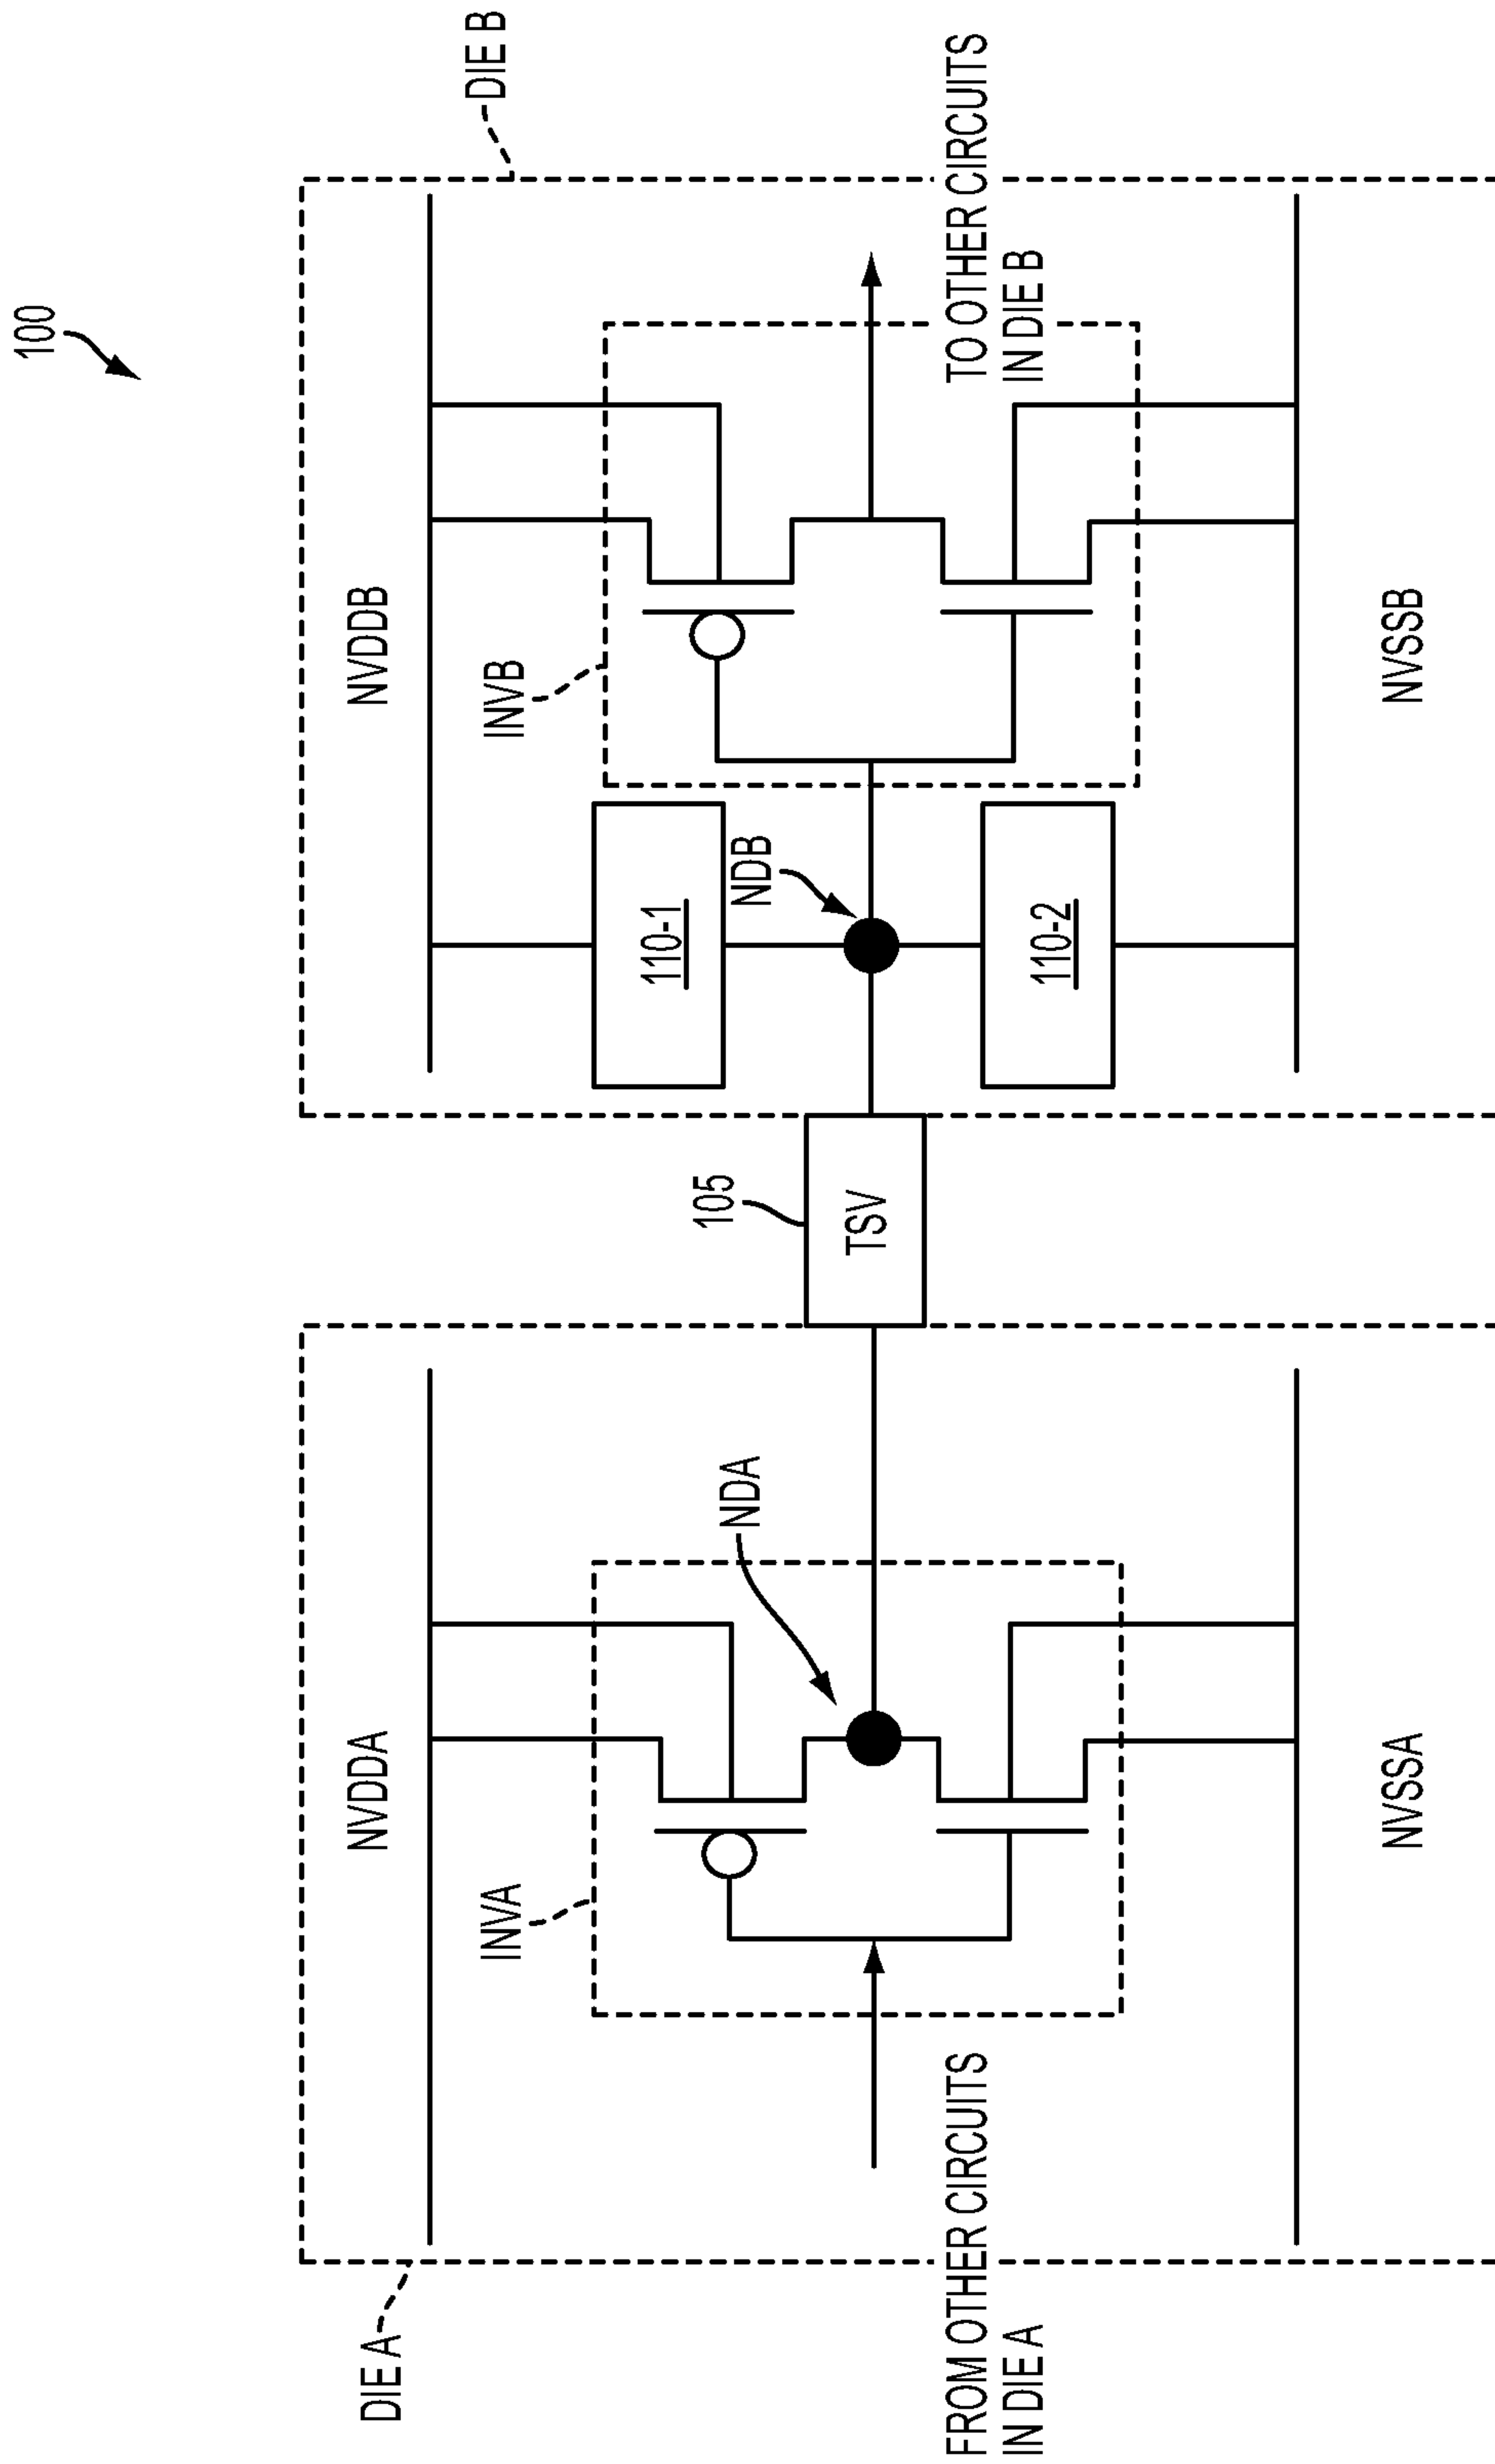 100
DIE A
DIE B
NVDDA
NVDDB
INVA
INVB
NDA
105
TSV
110-1
NDB
110-2
FROM OTHER CIRCUITS
IN DIE A
TO OTHER CIRCUITS
IN DIE B
NVSSA
NVSSB